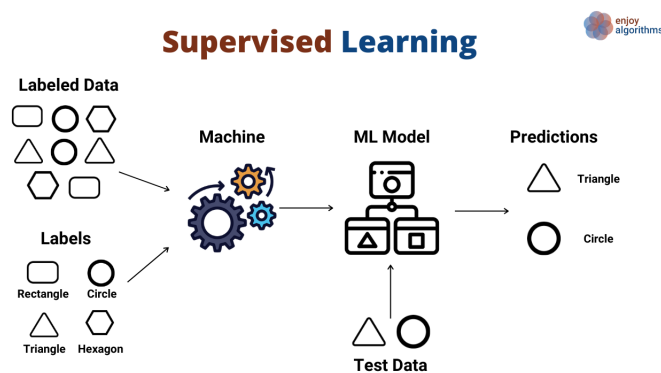 Supervised Learning
enjoy
algorithms
Labeled Data
Machine
ML Model
Predictions
Triangle
Circle
Labels
Rectangle
Circle
Triangle
Hexagon
Test Data